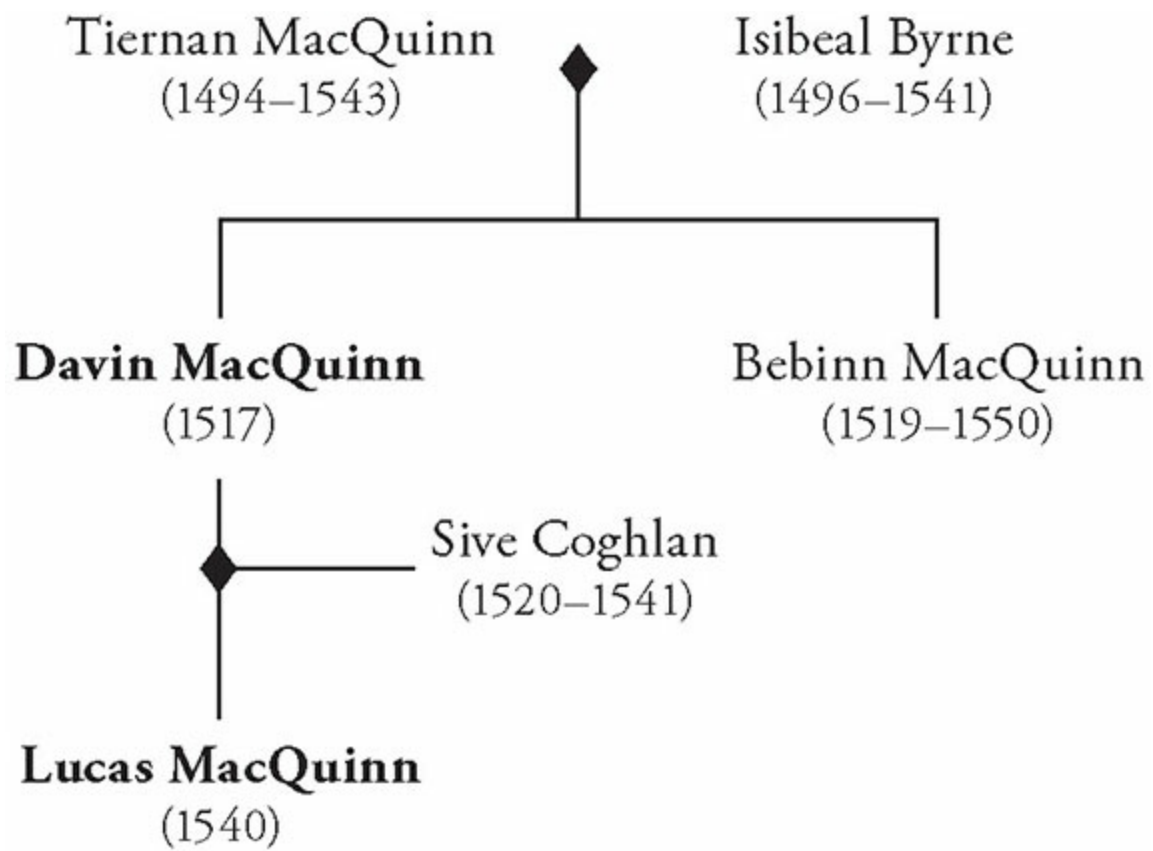 Tiernan MacQuinn
(1494–1543)
Isibeal Byrne
(1496–1541)
Davin MacQuinn
(1517)
Bebinn MacQuinn
(1519–1550)
Sive Coghlan
(1520–1541)
Lucas MacQuinn
(1540)